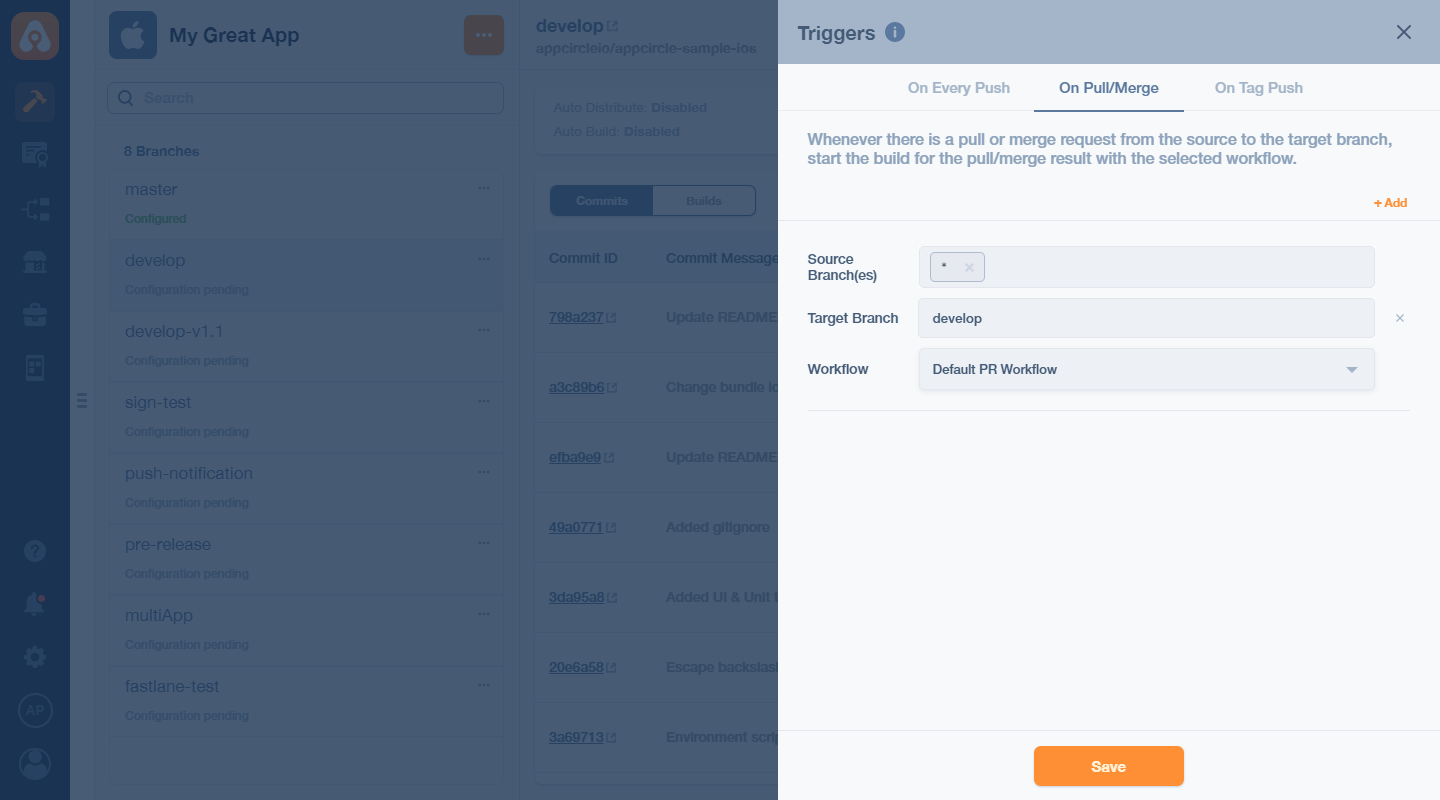 My Great App
...
Search
8 Branches
master
...
Configured
develop
...
Configuration pending
develop-v1.1
...
Configuration pending
sign-test
...
Configuration pending
push-notification
...
Configuration pending
pre-release
...
Configuration pending
multiApp
...
Configuration pending
fastlane-test
...
Configuration pending
?
AP
develop
appcircleio/appcircle-sample-ios
Auto Distribute: Disabled
Auto Build: Disabled
Commits Builds
Commit ID Commit Message
798a237 Update README
a3c89b6 Change bundle
efba9e9 Update README
49a0771 Added gitignore
3da95a8 Added UI & Unit
20e6a58 Escape
3a69713 Environment
Triggers i
On Every Push On Pull/Merge On Tag Push
Whenever there is a pull or merge request from the source to the target branch,
start the build for the pull/merge result with the selected workflow.
+ Add
Source
Branch(es)
* ×
Target Branch develop ×
Workflow Default PR Workflow
Save